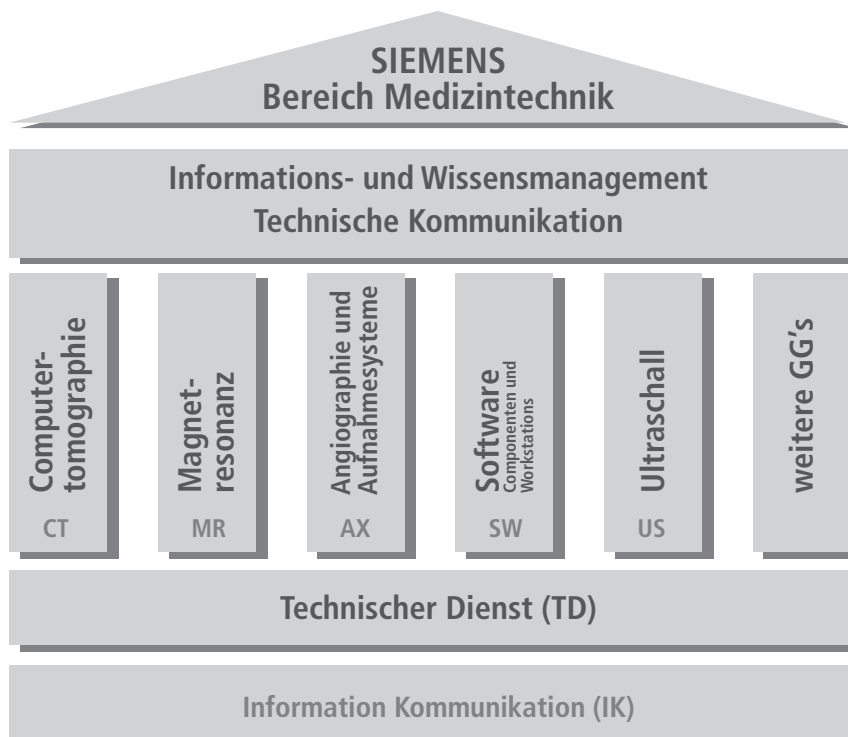 SIEMENS
Bereich Medizintechnik
Informations- und Wissensmanagement
Technische Kommunikation
Computer-
tomographie
CT
Magnet-
resonanz
MR
Angiographie und
Aufnahmesysteme
AX
Software
Componenten und
Workstations
SW
Ultraschall
US
weitere GG's
Technischer Dienst (TD)
Information Kommunikation (IK)